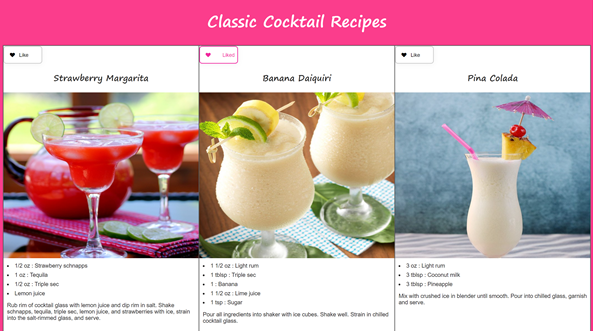 Classic Cocktail Recipes
Like
Liked
Like
Strawberry Margarita
Banana Daiquiri
Pina Colada
1/2 oz : Strawberry schnapps
1 oz : Tequila
1/2 oz : Triple sec
Lemon juice
Rub rim of cocktail glass with lemon juice and dip rim in salt. Shake
schnapps, tequila, triple sec, lemon juice, and strawberries with ice, strain
into the salt-rimmed glass, and serve.
1 1/2 oz : Light rum
1 tblsp : Triple sec
1 : Banana
1 1/2 oz : Lime juice
1 tsp : Sugar
Pour all ingredients into shaker with ice cubes. Shake well. Strain in chilled
cocktail glass.
3 oz : Light rum
3 tblsp : Coconut milk
3 tblsp : Pineapple
Mix with crushed ice in blender until smooth. Pour into chilled glass, garnish
and serve.